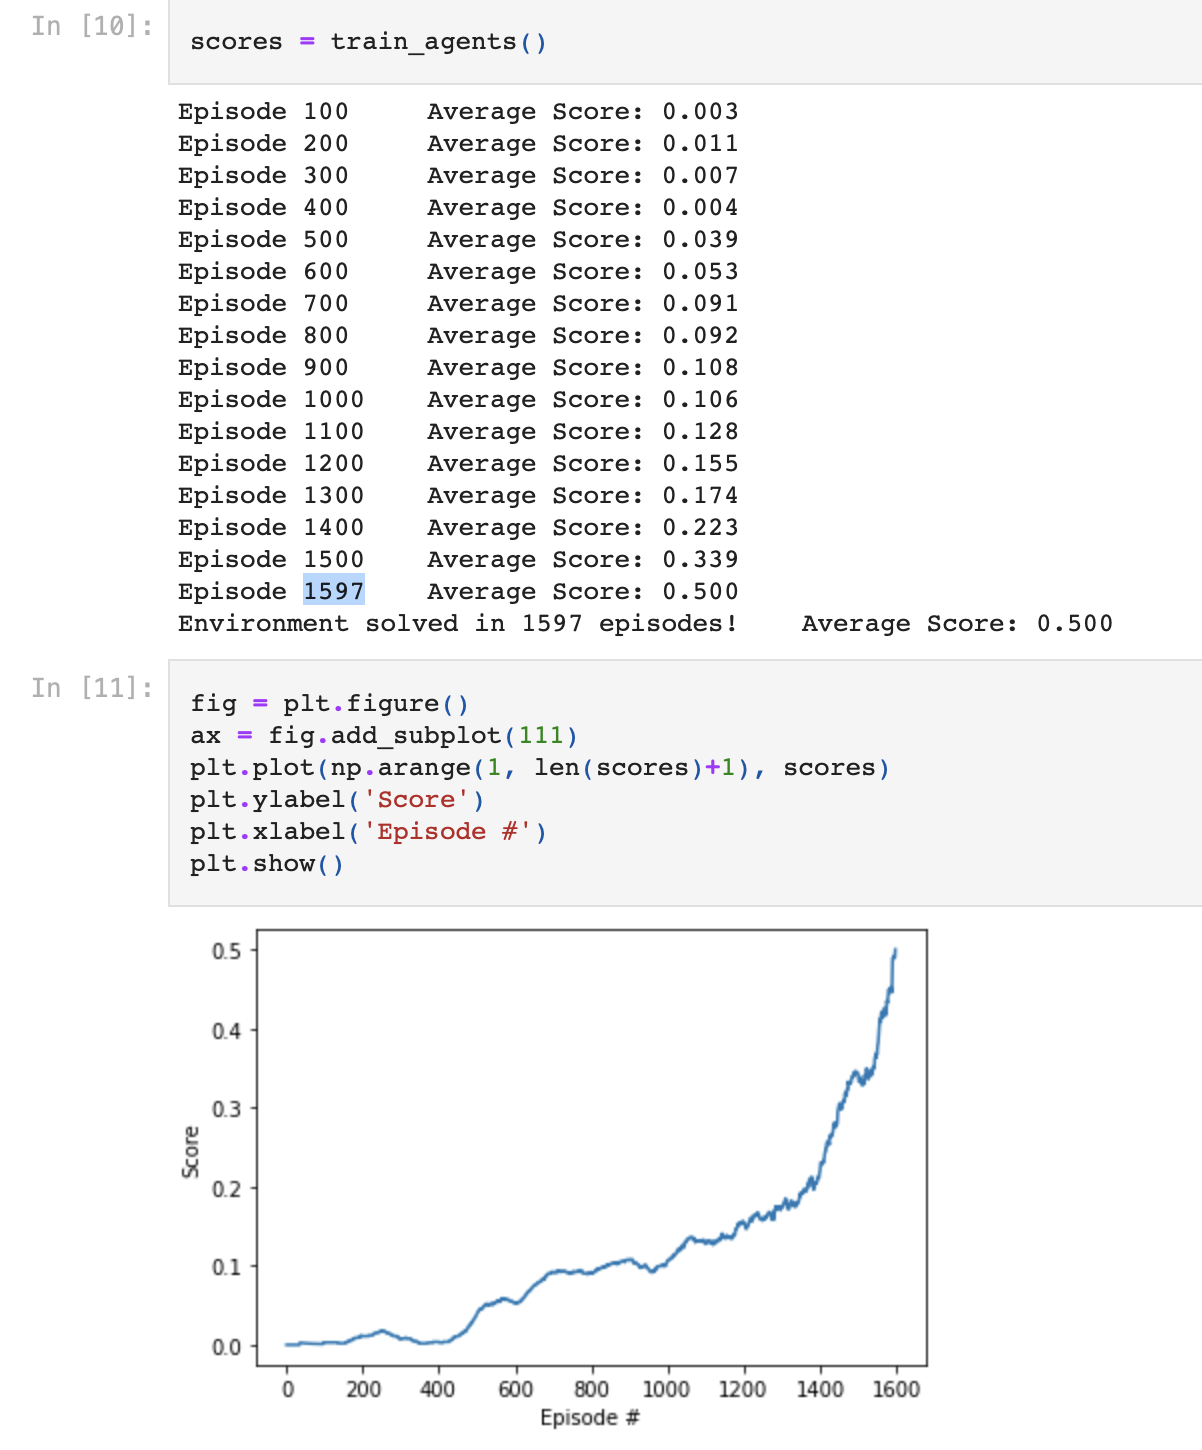 In [10]:
scores = train_agents()
Episode 100 Average Score: 0.003
Episode 200 Average Score: 0.011
Episode 300 Average Score: 0.007
Episode 400 Average Score: 0.004
Episode 500 Average Score: 0.039
Episode 600 Average Score: 0.053
Episode 700 Average Score: 0.091
Episode 800 Average Score: 0.092
Episode 900 Average Score: 0.108
Episode 1000 Average Score: 0.106
Episode 1100 Average Score: 0.128
Episode 1200 Average Score: 0.155
Episode 1300 Average Score: 0.174
Episode 1400 Average Score: 0.223
Episode 1500 Average Score: 0.339
Episode 1597 Average Score: 0.500
Environment solved in 1597 episodes! Average Score: 0.500
In [11]:
fig = plt.figure()
ax = fig.add_subplot(111)
plt.plot(np.arange(1, len(scores)+1), scores)
plt.ylabel('Score')
plt.xlabel('Episode #')
plt.show()
0.5
0.4
0.3
0.2
0.1
0.0
Score
0 200 400 600 800 1000 1200 1400 1600
Episode #